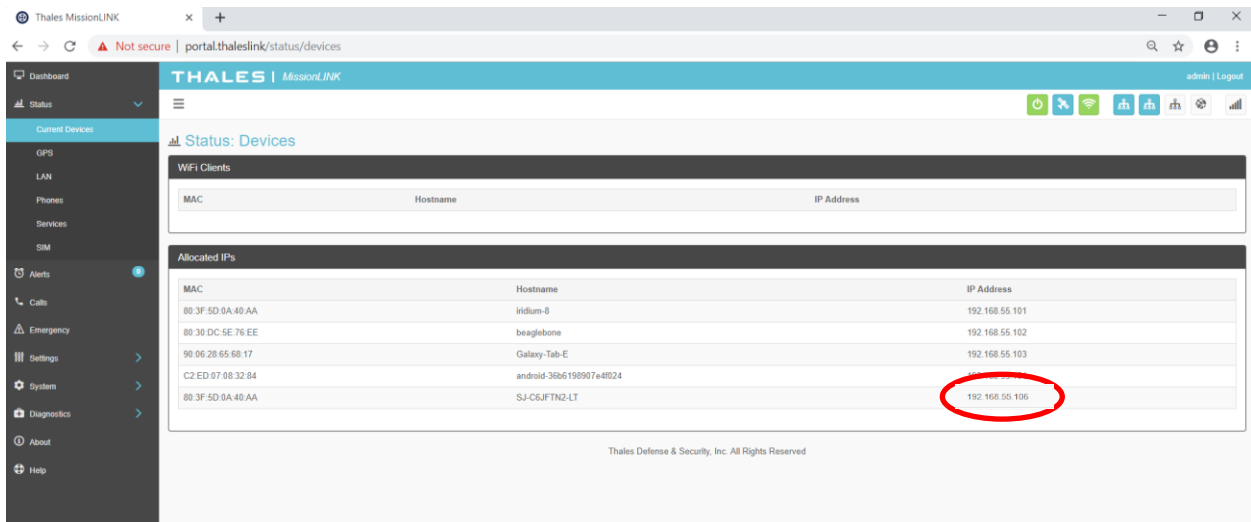 Thales MissionLINK
Not secure | portal.thaleslink/status/devices
Dashboard
THALES | MissionLINK
admin | Logout
Status
Current Devices
GPS
LAN
Phones
Services
SIM
Alerts 0
Calls
Emergency
Settings
System
Diagnostics
About
Help
Status: Devices
WiFi Clients
MAC Hostname IP Address
Allocated IPs
MAC Hostname IP Address
80:3F:5D:0A:40:AA iridium-8 192.168.55.101
80:30:DC:5E:76:EE beaglebone 192.168.55.102
90:06:28:65:68:17 Galaxy-Tab-E 192.168.55.103
C2:ED:07:08:32:84 android-36b6198907e4f024
80:3F:5D:0A:40:AA SJ-C6JFTN2-LT 192.168.55.106
Thales Defense & Security, Inc. All Rights Reserved